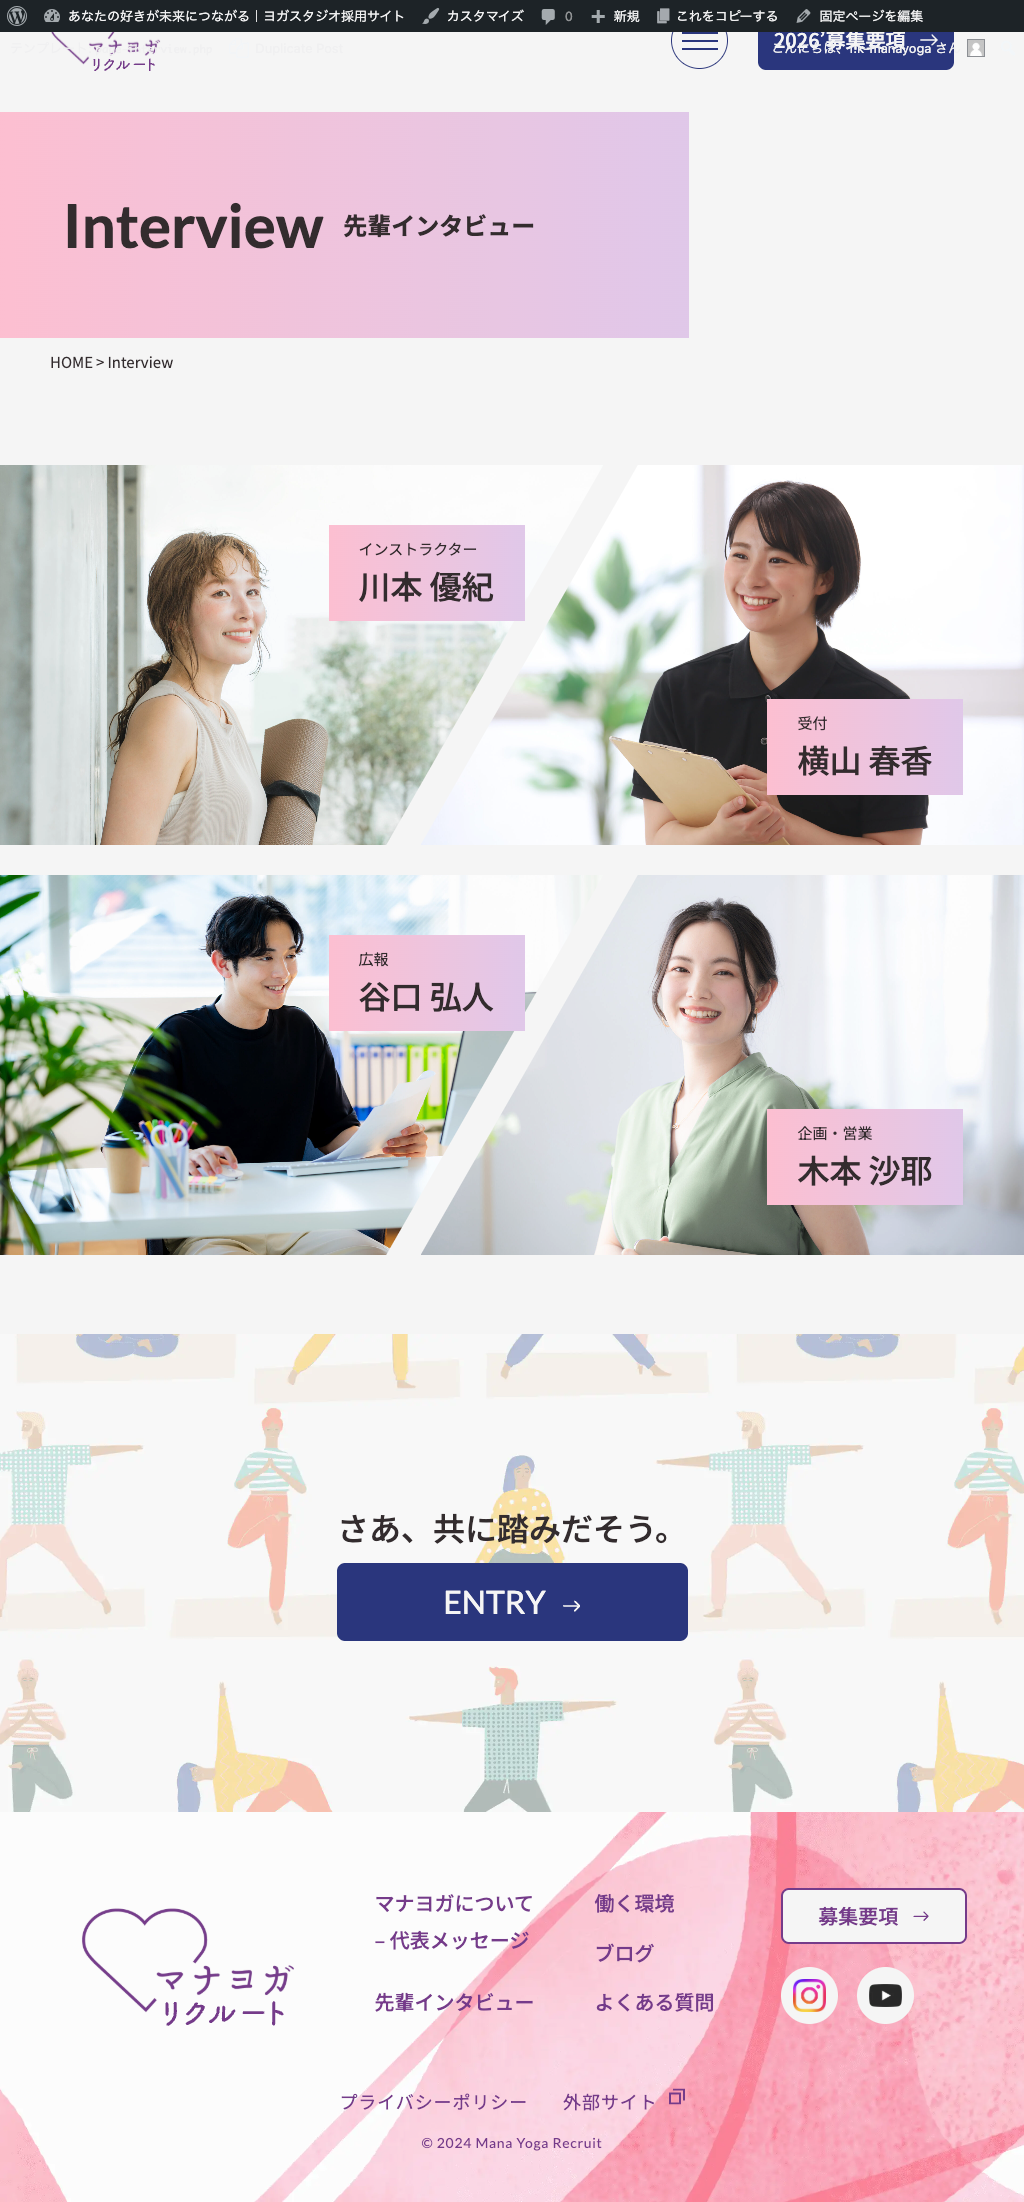 あなたの好きが未来につながる｜ヨガスタジオ採用サイト カスタマイズ 0 新規 これをコピーする 固定ページを編集
マナヨガ
リクルート
2026’募集要項
こんにちは、r.k-manayoga さん
Interview 先輩インタビュー
HOME > Interview
インストラクター
川本 優紀
受付
横山 春香
広報
谷口 弘人
企画・営業
木本 沙耶
さあ、共に踏みだそう。
ENTRY →
マナヨガ
リクルート
マナヨガについて
– 代表メッセージ
先輩インタビュー
働く環境
ブログ
よくある質問
募集要項 →
プライバシーポリシー 外部サイト
© 2024 Mana Yoga Recruit